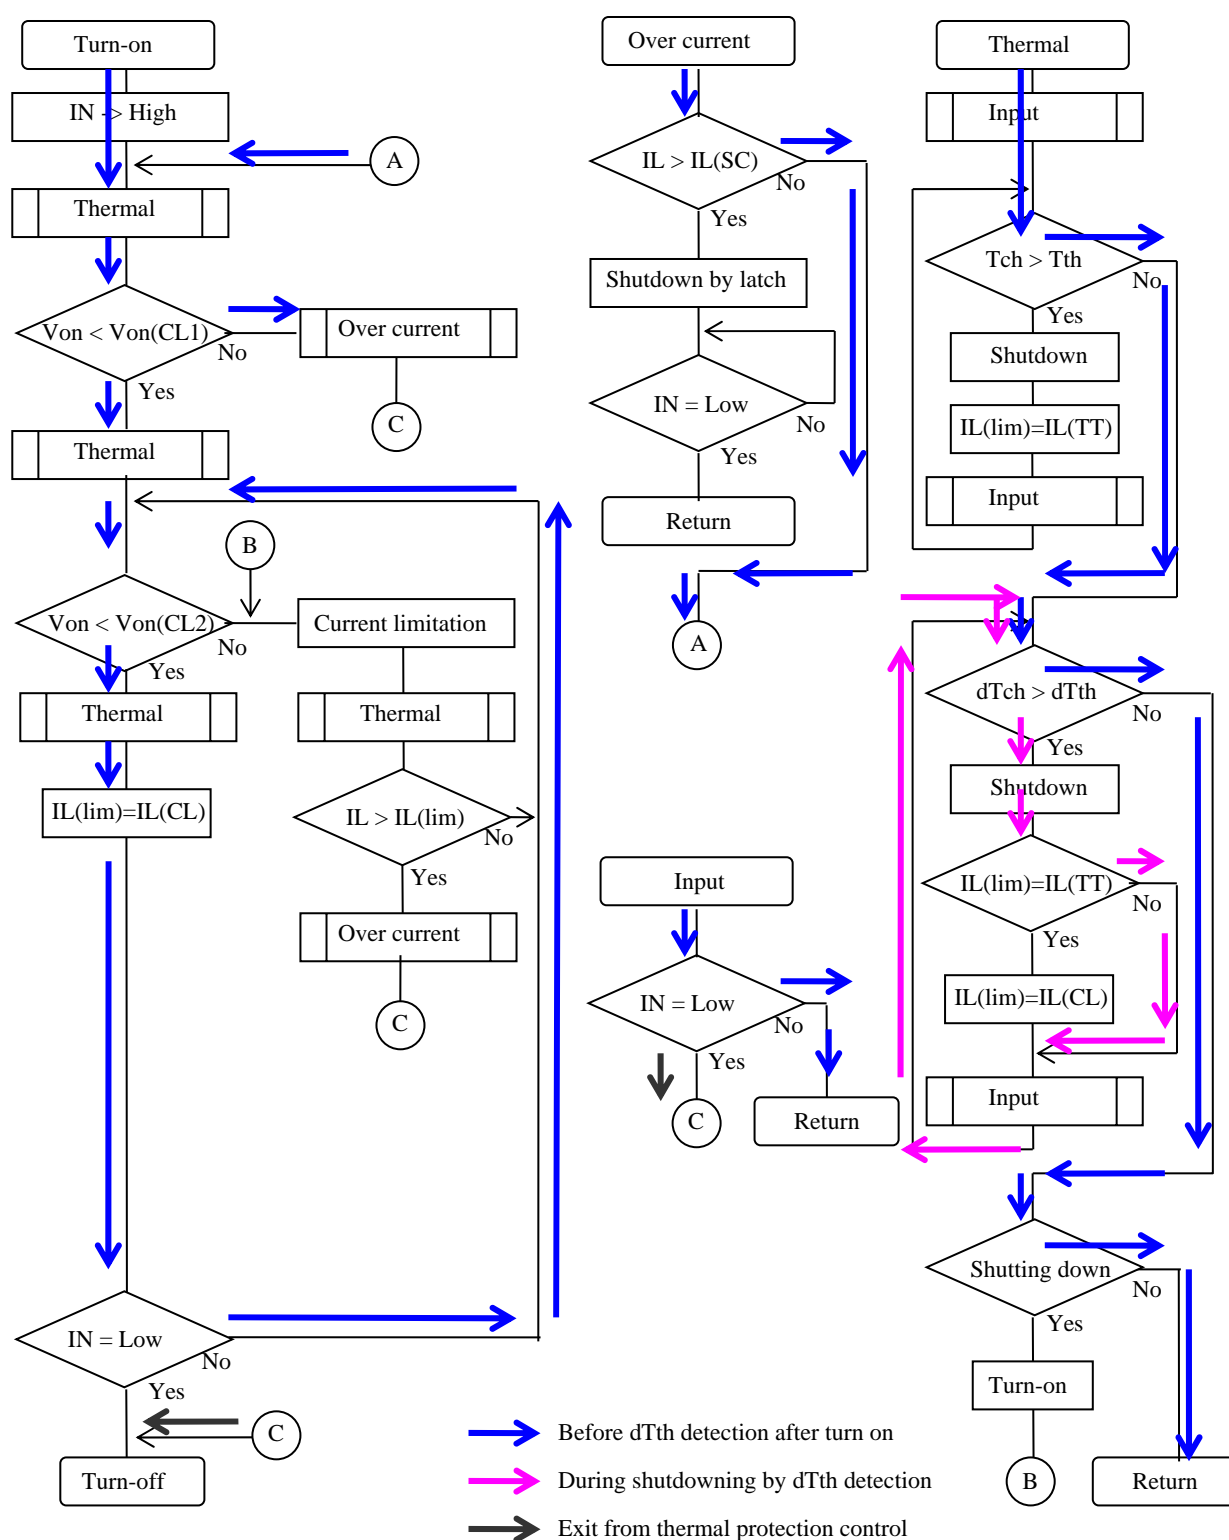 Turn-on
IN -> High
A
Thermal
Von < Von(CL1)
No
Yes
Over current
C
Thermal
B
Von < Von(CL2)
No
Yes
Current limitation
Thermal
Thermal
IL(lim)=IL(CL)
IL > IL(lim)
No
Yes
Over current
C
IN = Low
No
Yes
C
Turn-off
Over current
IL > IL(SC)
No
Yes
Shutdown by latch
IN = Low
No
Yes
Return
A
Input
IN = Low
No
Yes
C
Return
Thermal
Input
Tch > Tth
No
Yes
Shutdown
IL(lim)=IL(TT)
Input
dTch > dTth
No
Yes
Shutdown
IL(lim)=IL(TT)
No
Yes
IL(lim)=IL(CL)
Input
Shutting down
No
Yes
Turn-on
B
Return
Before dTth detection after turn on
During shutdowning by dTth detection
Exit from thermal protection control